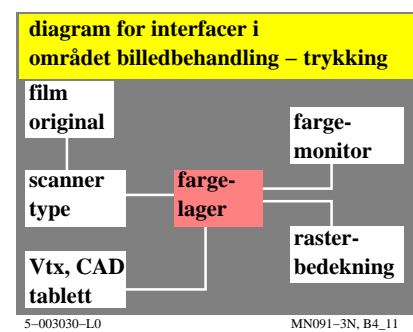 diagram for interfacer i
området billedbehandling – trykking
film
original
farge-
monitor
scanner
type
farge-
lager
raster-
bedekning
Vtx, CAD
tablett
5–003030–L0
MN091–3N, B4_11